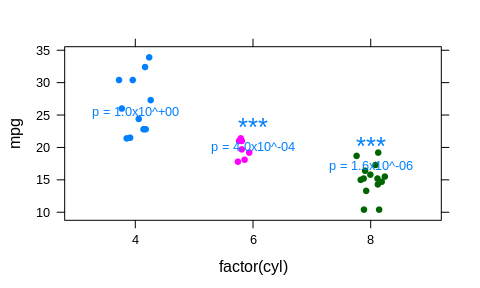 35
30
25
20
15
10
mpg
p = 1.0x10^+00
***
p = 4.0x10^-04
***
p = 1.6x10^-06
4 6 8
factor(cyl)